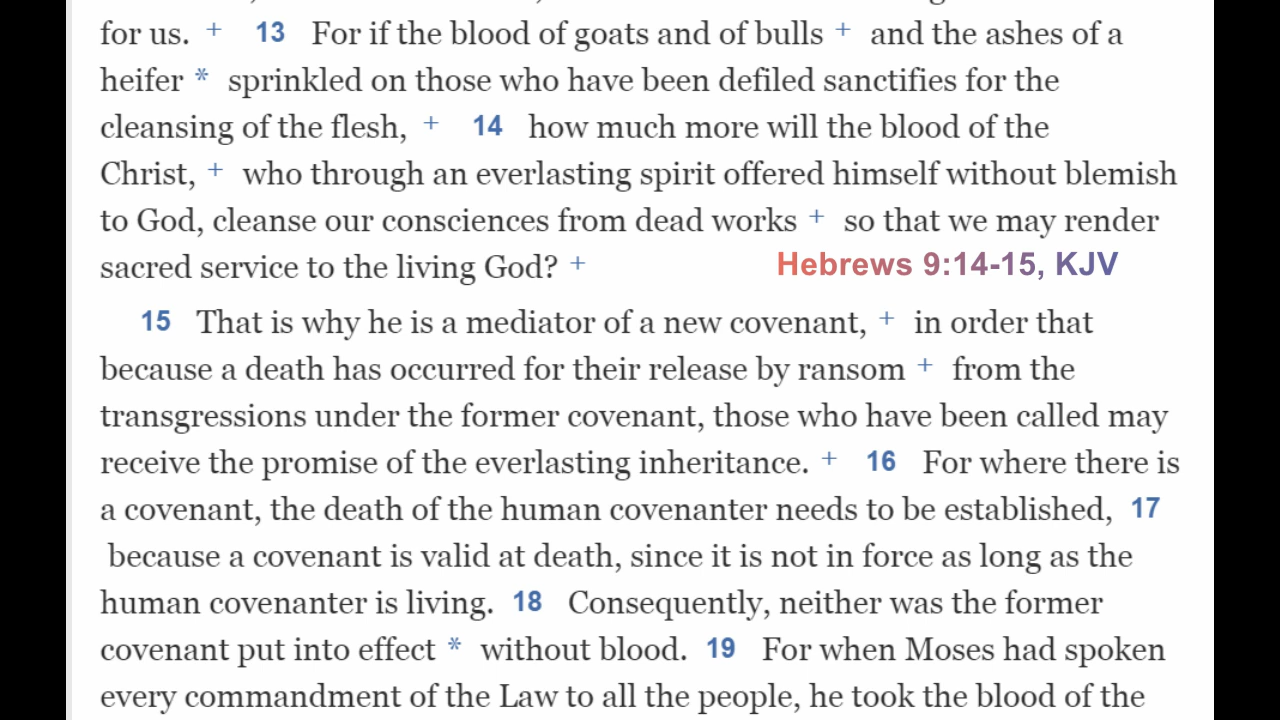 for us. + 13 For if the blood of goats and of bulls + and the ashes of a
heifer * sprinkled on those who have been defiled sanctifies for the
cleansing of the flesh, + 14 how much more will the blood of the
Christ, + who through an everlasting spirit offered himself without blemish
to God, cleanse our consciences from dead works + so that we may render
sacred service to the living God? +
Hebrews 9:14-15, KJV
15 That is why he is a mediator of a new covenant, + in order that
because a death has occurred for their release by ransom + from the
transgressions under the former covenant, those who have been called may
receive the promise of the everlasting inheritance. + 16 For where there is
a covenant, the death of the human covenanter needs to be established, 17
because a covenant is valid at death, since it is not in force as long as the
human covenanter is living. 18 Consequently, neither was the former
covenant put into effect * without blood. 19 For when Moses had spoken
every commandment of the Law to all the people, he took the blood of the